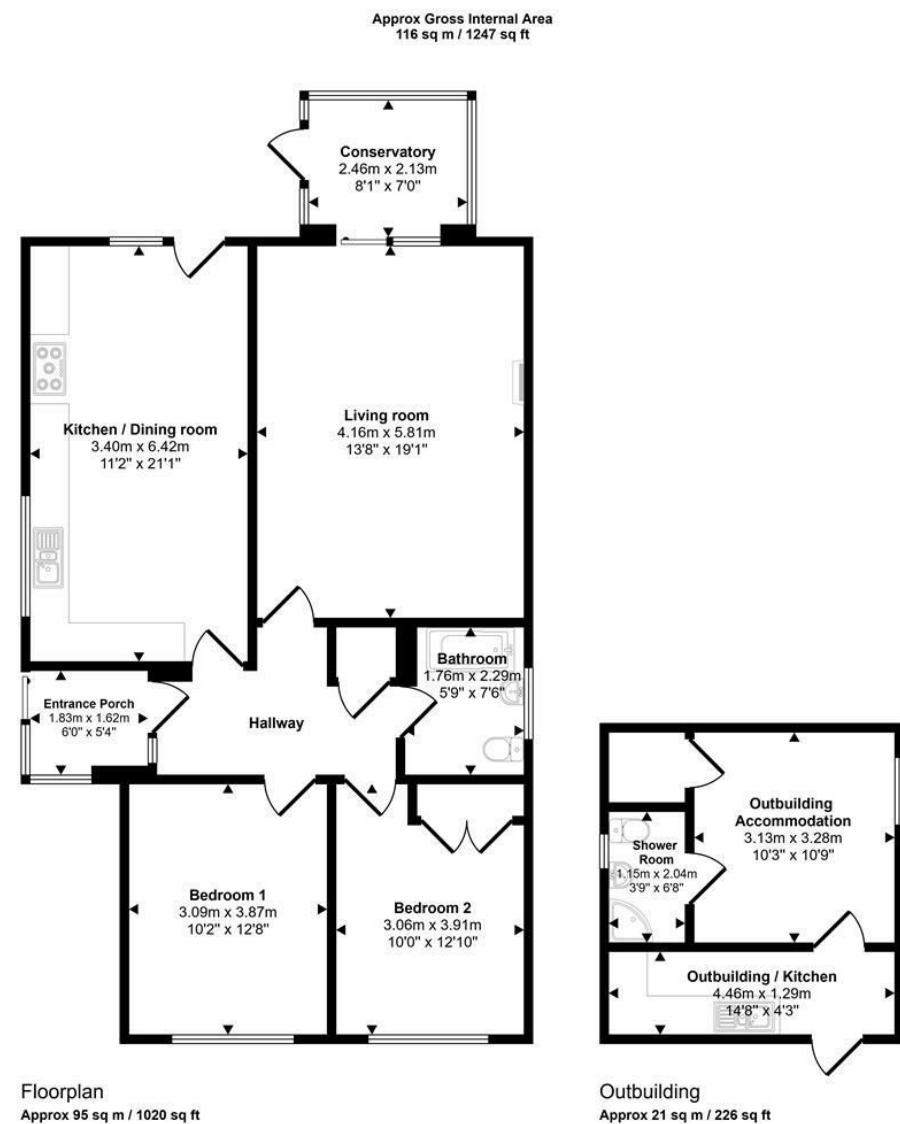 Approx Gross Internal Area
116 sq m / 1247 sq ft
Conservatory
2.46m x 2.13m
8'1" x 7'0"
Kitchen / Dining room
3.40m x 6.42m
11'2" x 21'1"
Living room
4.16m x 5.81m
13'8" x 19'1"
Bathroom
1.76m x 2.29m
5'9" x 7'6"
Entrance Porch
1.83m x 1.62m
6'0" x 5'4"
Hallway
Bedroom 1
3.09m x 3.87m
10'2" x 12'8"
Bedroom 2
3.06m x 3.91m
10'0" x 12'10"
Outbuilding
Accommodation
3.13m x 3.28m
10'3" x 10'9"
Shower
Room
1.15m x 2.04m
3'9" x 6'8"
Outbuilding / Kitchen
4.46m x 1.29m
14'8" x 4'3"
Floorplan
Approx 95 sq m / 1020 sq ft
Outbuilding
Approx 21 sq m / 226 sq ft